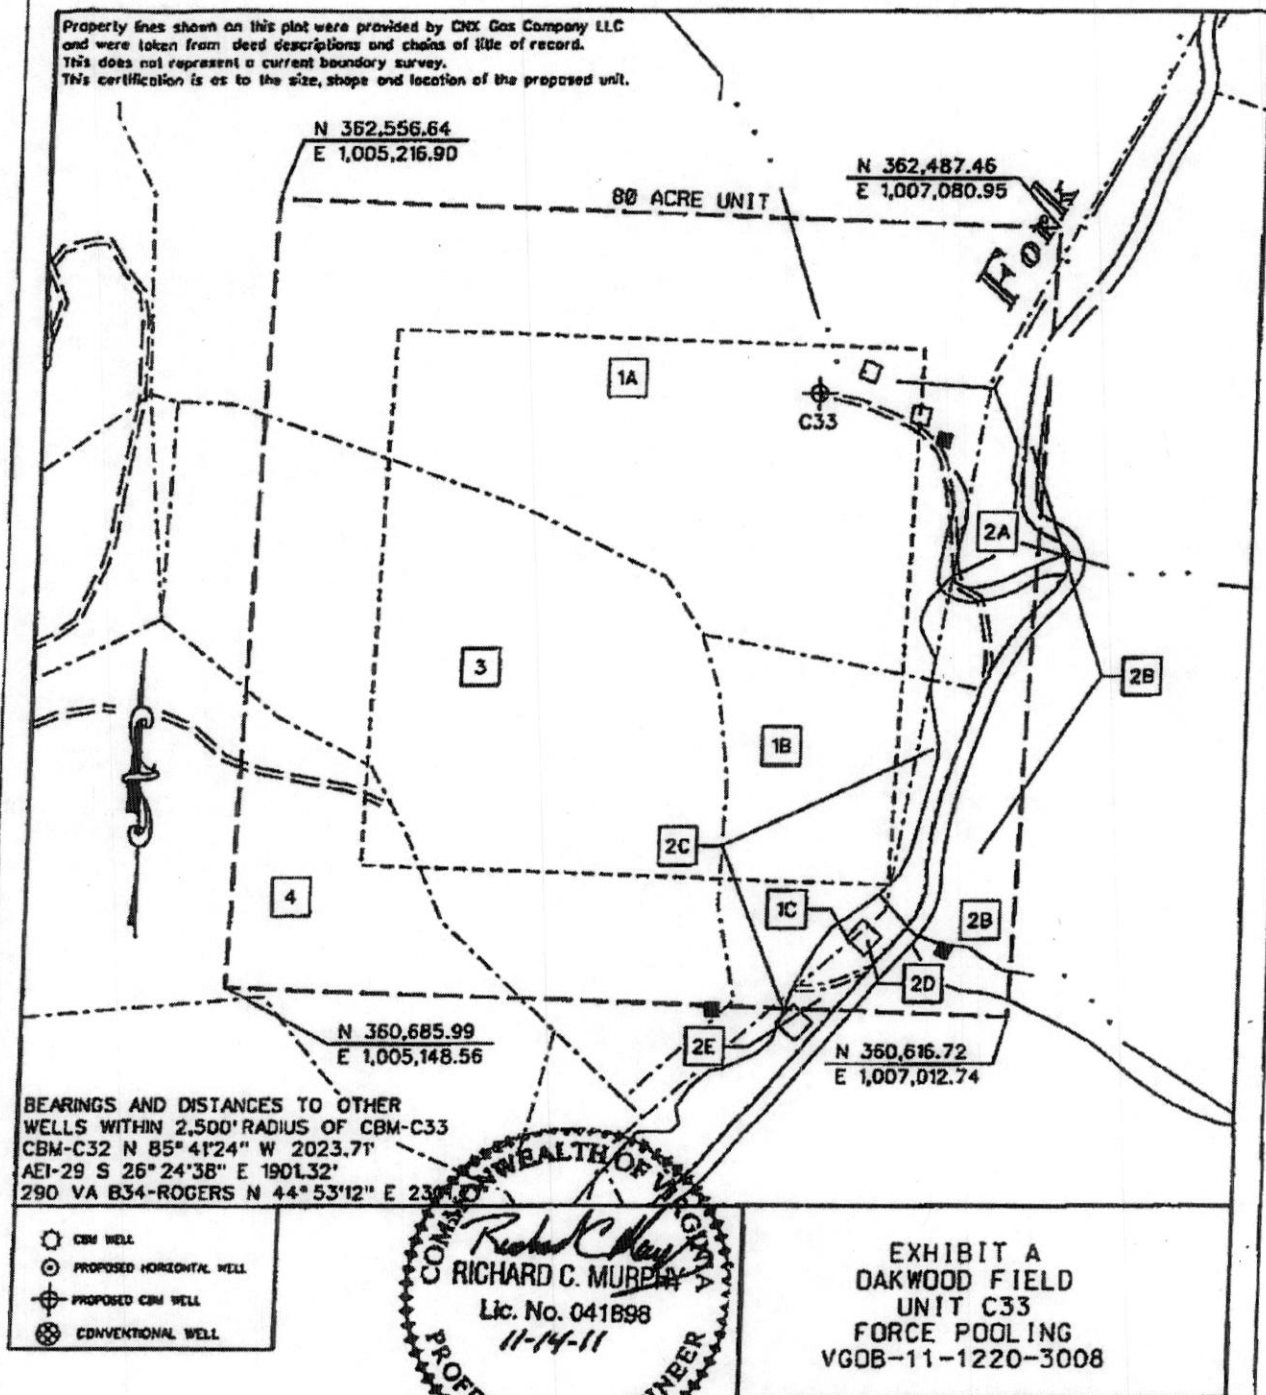 Property lines shown on this plat were provided by CNX Gas Company LLC
and were taken from deed descriptions and chains of title of record.
This does not represent a current boundary survey.
This certification is as to the size, shape and location of the proposed unit.
N 362,556.64
E 1,005,216.90
N 362,487.46
E 1,007,080.95
80 ACRE UNIT
Fork
1A
C33
2A
3
2B
1B
2C
4
1C
2B
2D
N 360,685.99
E 1,005,148.56
2E
N 360,616.72
E 1,007,012.74
BEARINGS AND DISTANCES TO OTHER
WELLS WITHIN 2,500' RADIUS OF CBM-C33
CBM-C32 N 85° 41'24" W 2023.71'
AEI-29 S 26° 24'38" E 1901.32'
290 VA B34-ROGERS N 44° 53'12" E
CBM WELL
PROPOSED HORIZONTAL WELL
PROPOSED CBM WELL
CONVENTIONAL WELL
COMMONWEALTH OF VIRGINIA
Richard C.
RICHARD C. MURPHY
Lic. No. 041898
11-14-11
EXHIBIT A
OAKWOOD FIELD
UNIT C33
FORCE POOLING
VGOB-11-1220-3008